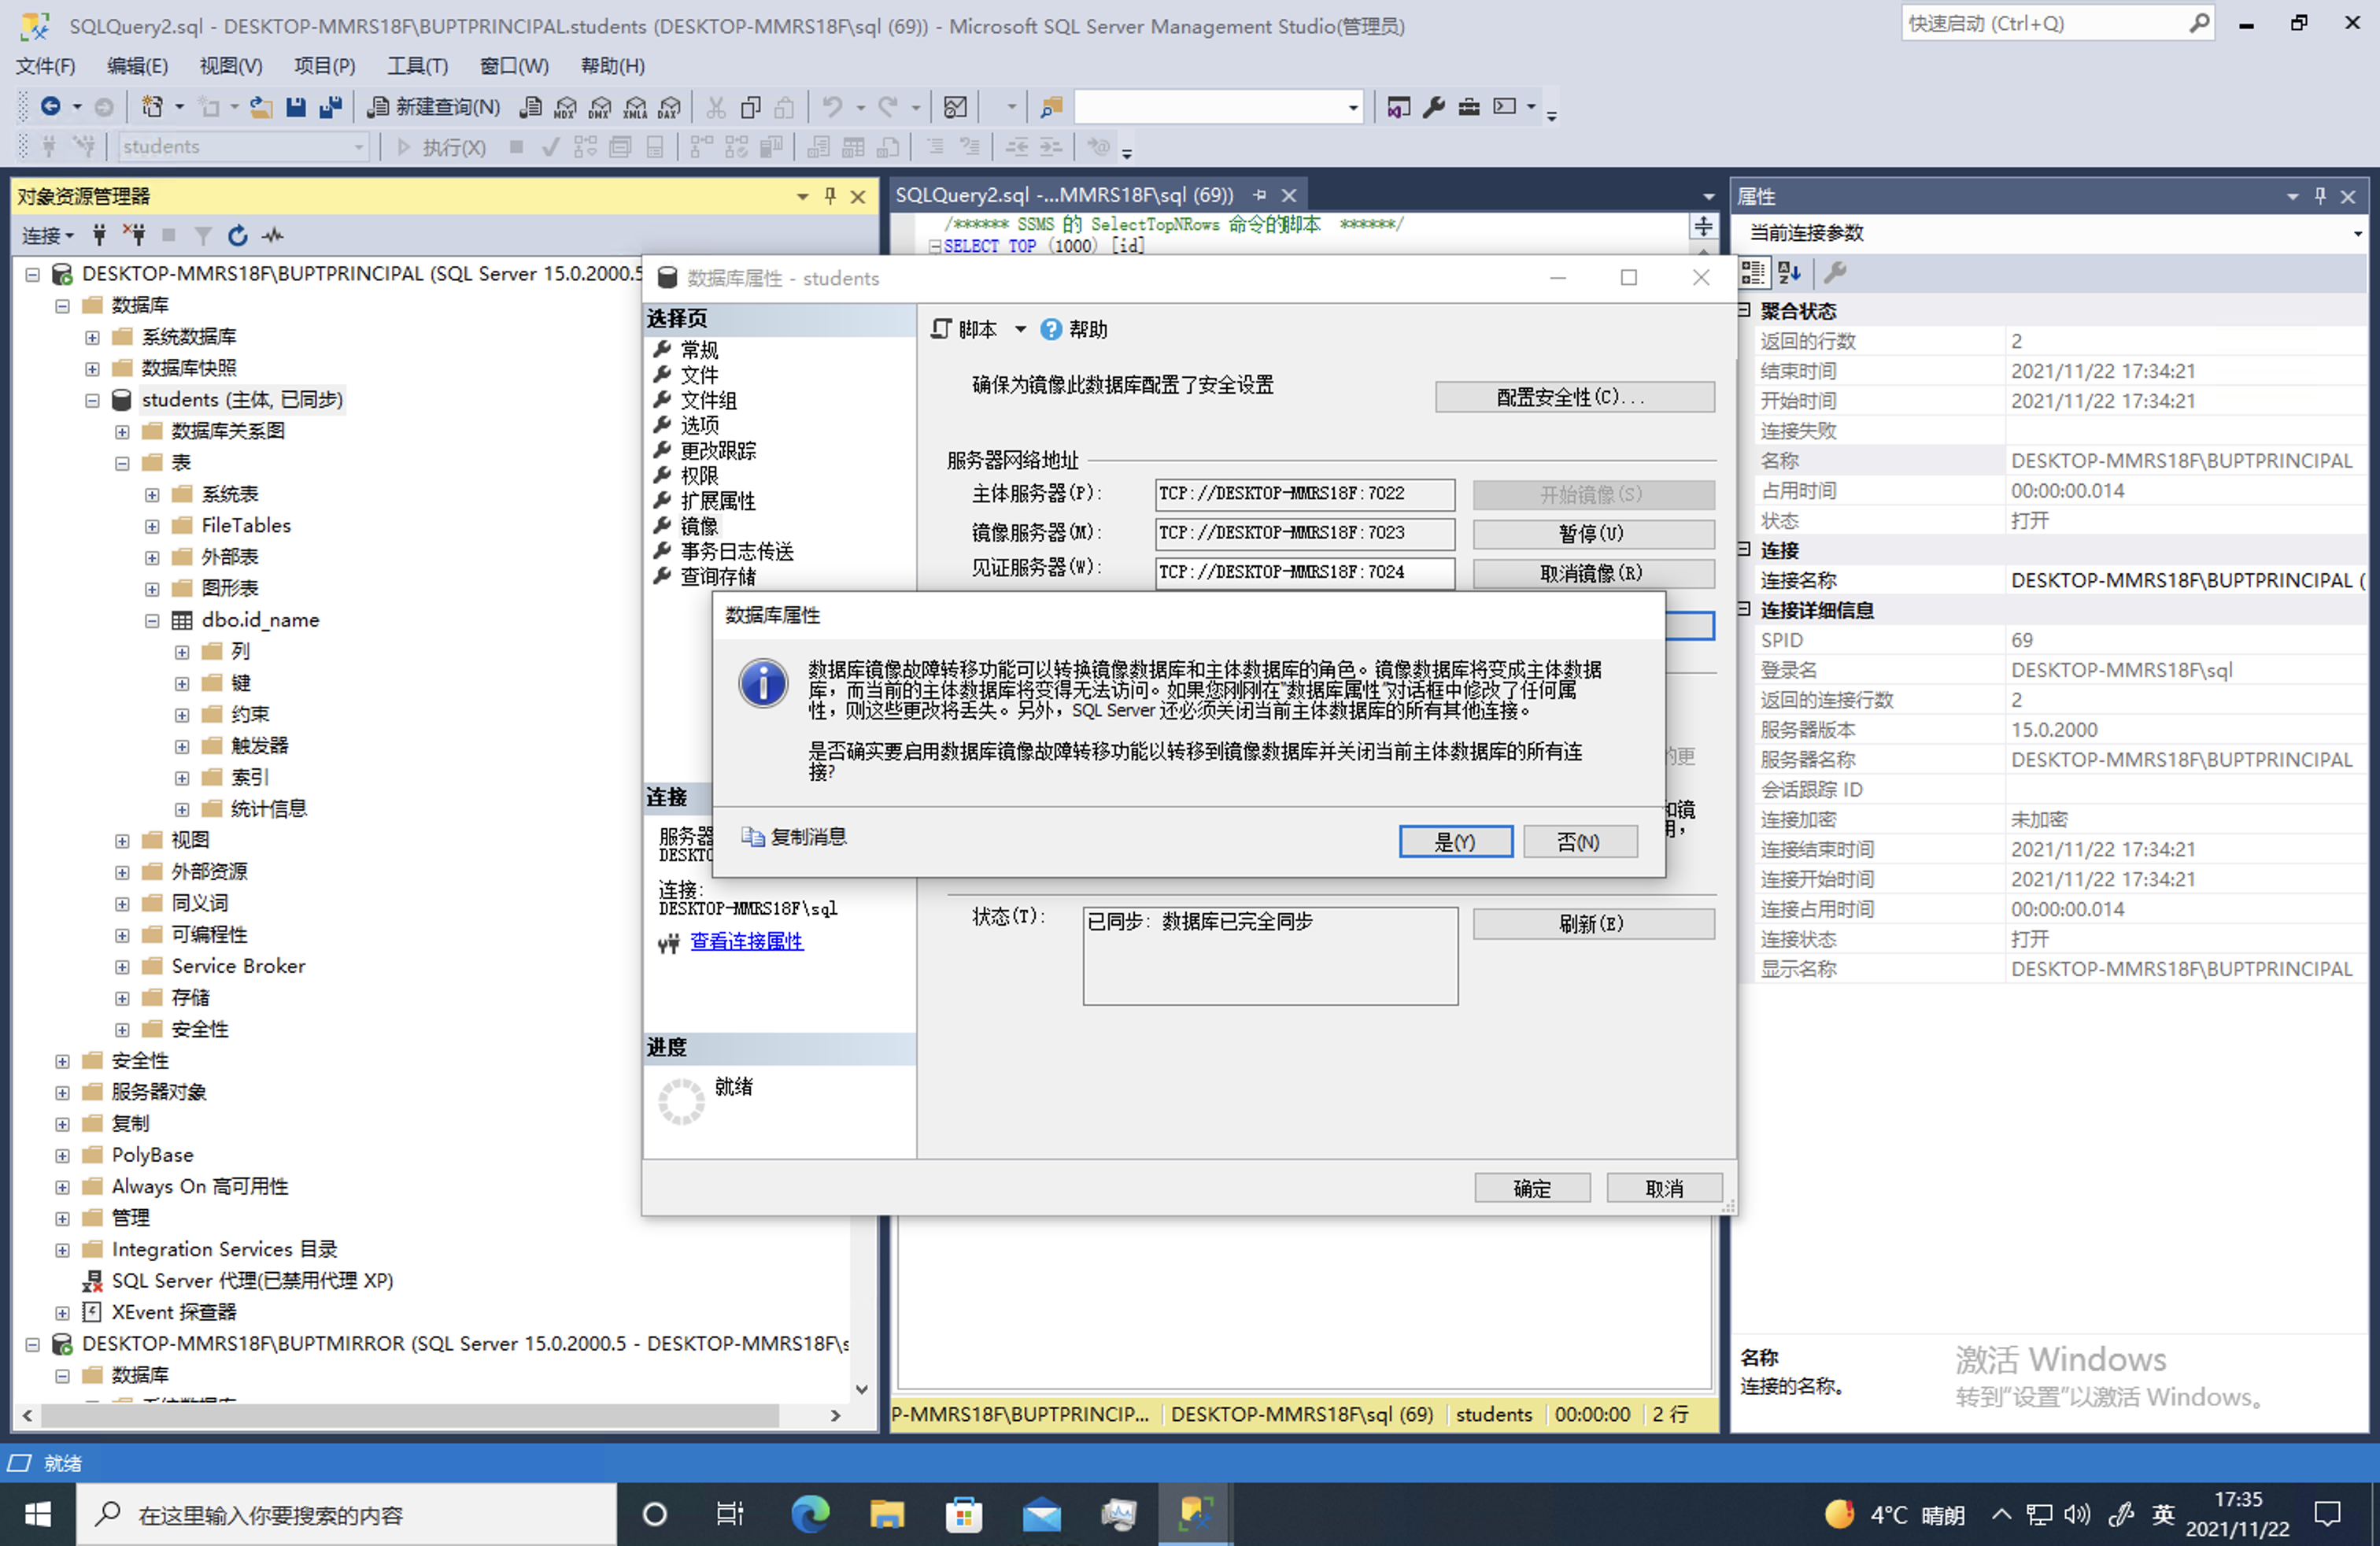 SQLQuery2.sql - DESKTOP-MMRS18F\BUPTPRINCIPAL.students (DESKTOP-MMRS18F\sql (69)) - Microsoft SQL Server Management Studio(管理员)
快速启动 (Ctrl+Q)
文件(F) 编辑(E) 视图(V) 项目(P) 工具(T) 窗口(W) 帮助(H)
新建查询(N) MDX DMX XMLA DAX
students 执行(X)
对象资源管理器
连接
DESKTOP-MMRS18F\BUPTPRINCIPAL (SQL Server 15.0.2000.5
数据库
系统数据库
数据库快照
students (主体, 已同步)
数据库关系图
表
系统表
FileTables
外部表
图形表
dbo.id_name
列
键
约束
触发器
索引
统计信息
视图
外部资源
同义词
可编程性
Service Broker
存储
安全性
安全性
服务器对象
复制
PolyBase
Always On 高可用性
管理
Integration Services 目录
SQL Server 代理(已禁用代理 XP)
XEvent 探查器
DESKTOP-MMRS18F\BUPTMIRROR (SQL Server 15.0.2000.5 - DESKTOP-MMRS18F\s
数据库
系统数据库
SQLQuery2.sql -...MMRS18F\sql (69))
/****** SSMS 的 SelectTopNRows 命令的脚本 ******/
SELECT TOP (1000) [id]
数据库属性 - students
选择页
常规
文件
文件组
选项
更改跟踪
权限
扩展属性
镜像
事务日志传送
查询存储
脚本 帮助
确保为镜像此数据库配置了安全设置
配置安全性(C)...
服务器网络地址
主体服务器(P): TCP://DESKTOP-MMRS18F:7022 开始镜像(S)
镜像服务器(M): TCP://DESKTOP-MMRS18F:7023 暂停(U)
见证服务器(W): TCP://DESKTOP-MMRS18F:7024 取消镜像(R)
数据库属性
数据库镜像故障转移功能可以转换镜像数据库和主体数据库的角色。镜像数据库将变成主体数据
库，而当前的主体数据库将变得无法访问。如果您刚刚在"数据库属性"对话框中修改了任何属
性，则这些更改将丢失。另外，SQL Server 还必须关闭当前主体数据库的所有其他连接。
是否确实要启用数据库镜像故障转移功能以转移到镜像数据库并关闭当前主体数据库的所有连
接?
复制消息
是(Y) 否(N)
的更
和镜
用，
连接
服务器
DESKTO
连接:
DESKTOP-MMRS18F\sql
查看连接属性
状态(T): 已同步: 数据库已完全同步 刷新(E)
进度
就绪
确定 取消
P-MMRS18F\BUPTPRINCIP... DESKTOP-MMRS18F\sql (69) students 00:00:00 2 行
属性
当前连接参数
聚合状态
返回的行数 2
结束时间 2021/11/22 17:34:21
开始时间 2021/11/22 17:34:21
连接失败
名称 DESKTOP-MMRS18F\BUPTPRINCIPAL
占用时间 00:00:00.014
状态 打开
连接
连接名称 DESKTOP-MMRS18F\BUPTPRINCIPAL (
连接详细信息
SPID 69
登录名 DESKTOP-MMRS18F\sql
返回的连接行数 2
服务器版本 15.0.2000
服务器名称 DESKTOP-MMRS18F\BUPTPRINCIPAL
会话跟踪 ID
连接加密 未加密
连接结束时间 2021/11/22 17:34:21
连接开始时间 2021/11/22 17:34:21
连接占用时间 00:00:00.014
连接状态 打开
显示名称 DESKTOP-MMRS18F\BUPTPRINCIPAL
名称
连接的名称。
激活 Windows
转到"设置"以激活 Windows。
就绪
在这里输入你要搜索的内容
4°C 晴朗
英
17:35
2021/11/22